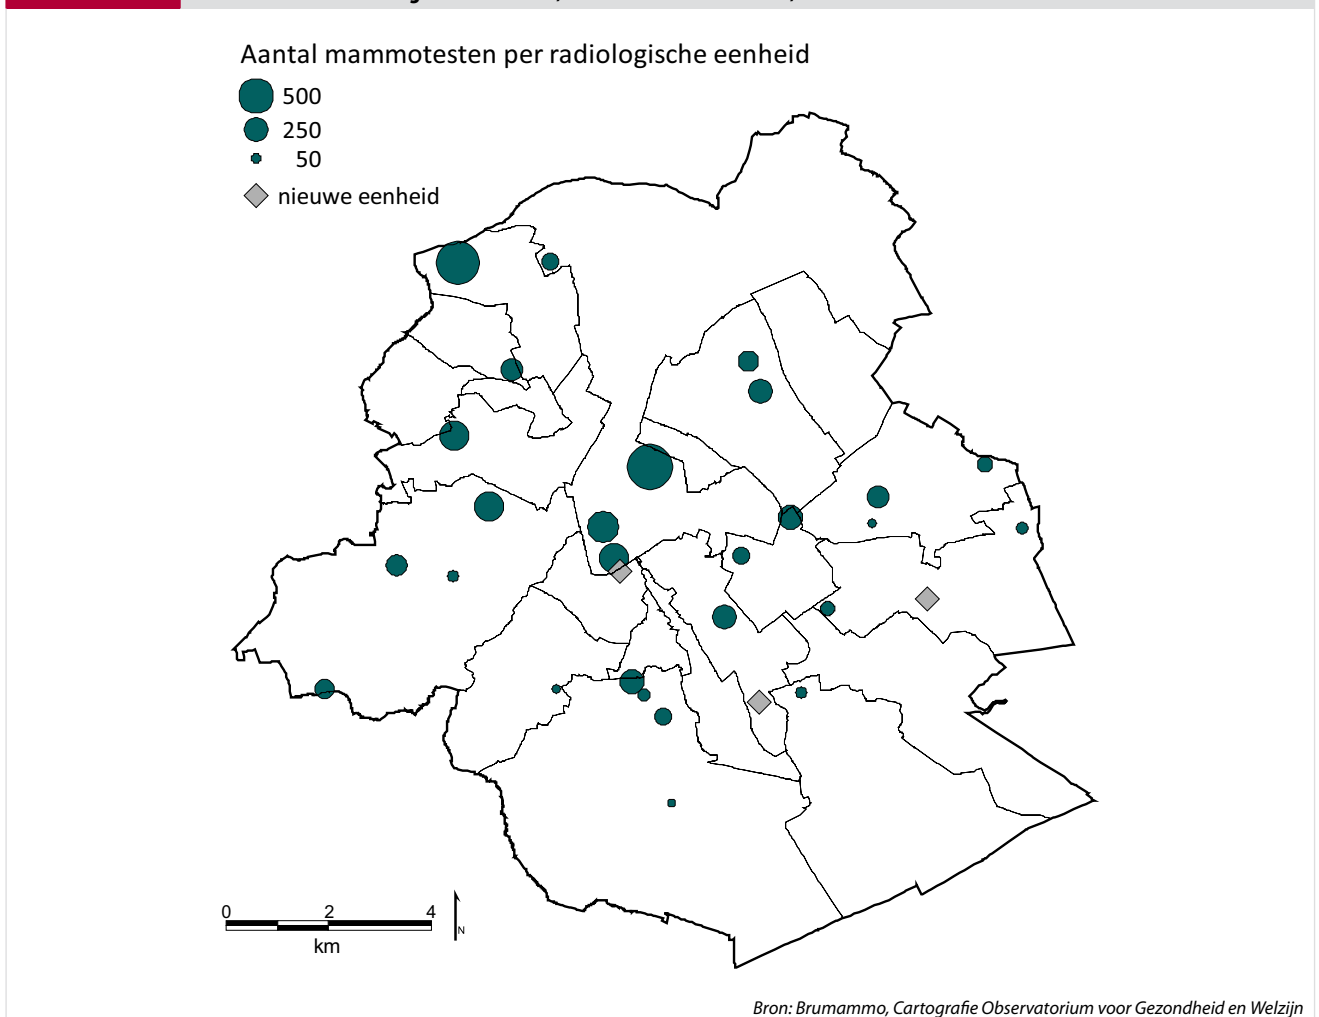 Aantal mammotesten per radiologische eenheid
500
250
50
nieuwe eenheid
0 2 4
km
N
Bron: Brumammo, Cartografie Observatorium voor Gezondheid en Welzijn